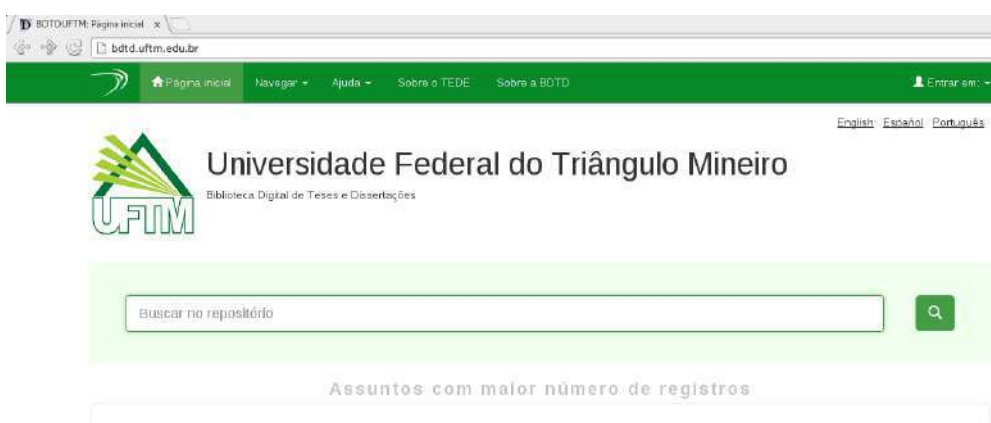 BDTDUFTM: Página inicial x
bdtd.uftm.edu.br
Página inicial Navegar Ajuda Sobre o TEDE Sobre a BDTD Entrar em:
English Español Português
Universidade Federal do Triângulo Mineiro
Biblioteca Digital de Teses e Dissertações
UFTM
Buscar no repositório
Assuntos com maior número de registros